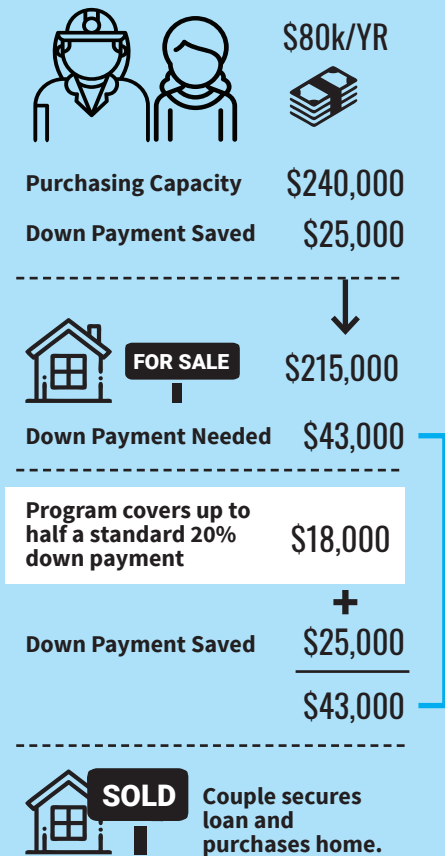 $80k/YR
Purchasing Capacity $240,000
Down Payment Saved $25,000
FOR SALE $215,000
Down Payment Needed $43,000
Program covers up to
half a standard 20%
down payment
$18,000
+
Down Payment Saved $25,000
$43,000
SOLD
Couple secures
loan and
purchases home.